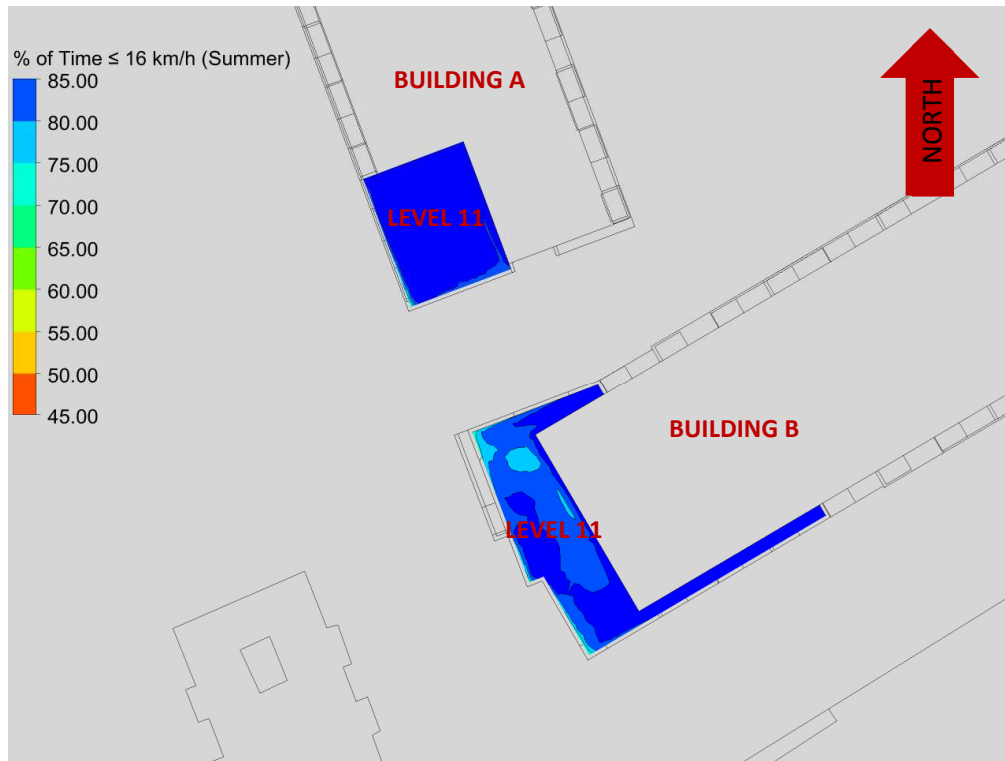 % of Time ≤ 16 km/h (Summer)
85.00
80.00
75.00
70.00
65.00
60.00
55.00
50.00
45.00
BUILDING A
NORTH
LEVEL 11
BUILDING B
LEVEL 11